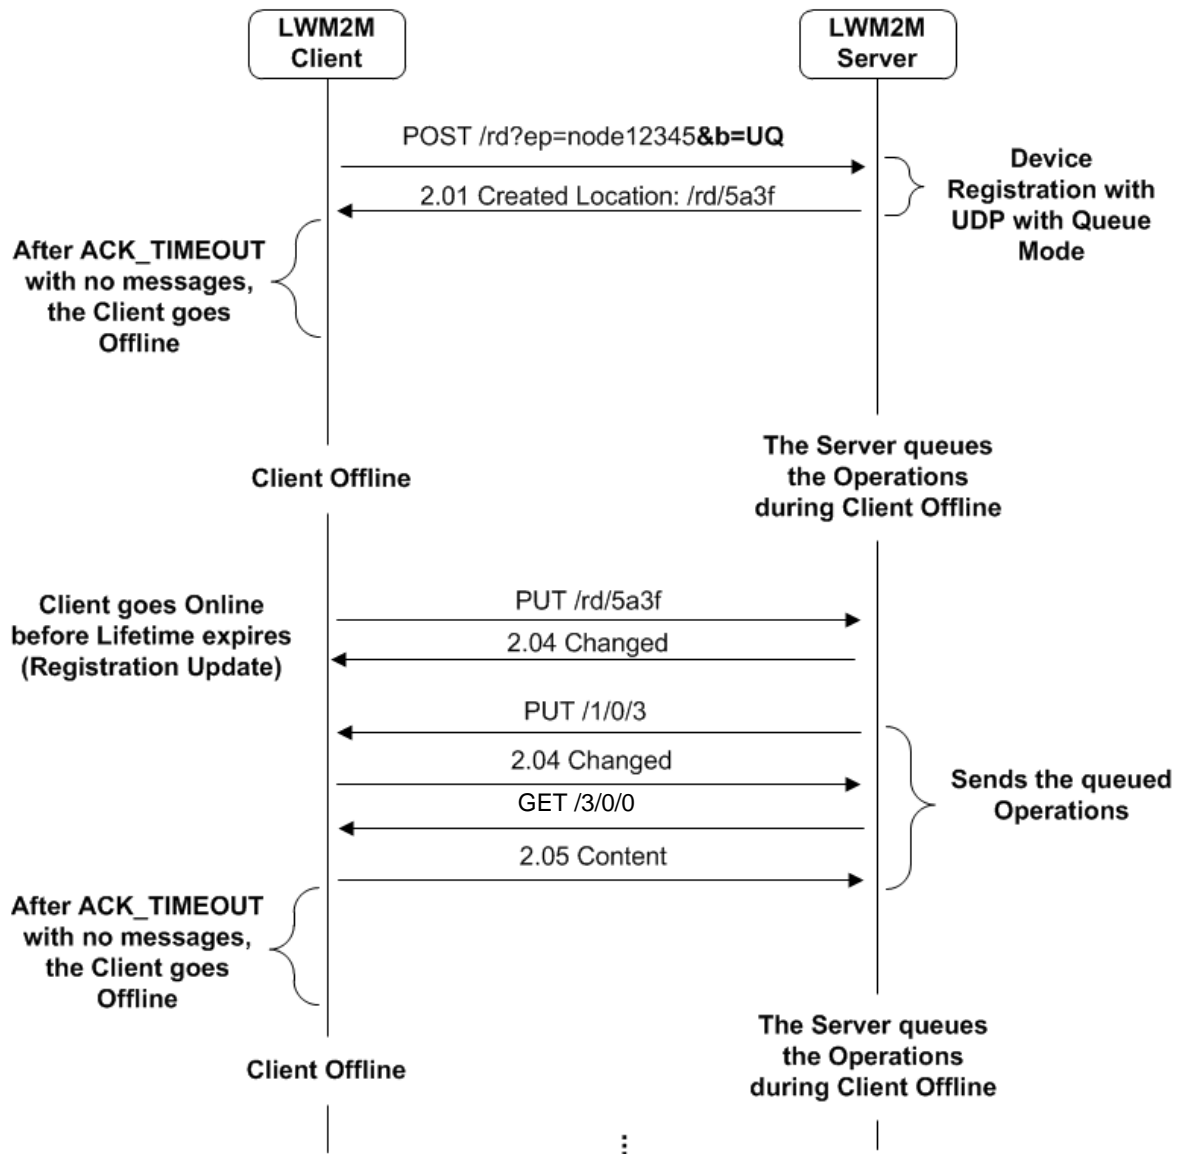 LWM2M
Client
LWM2M
Server
POST /rd?ep=node12345&b=UQ
2.01 Created Location: /rd/5a3f
Device
Registration with
UDP with Queue
Mode
After ACK_TIMEOUT
with no messages,
the Client goes
Offline
Client Offline
The Server queues
the Operations
during Client Offline
Client goes Online
before Lifetime expires
(Registration Update)
PUT /rd/5a3f
2.04 Changed
PUT /1/0/3
2.04 Changed
GET /3/0/0
2.05 Content
Sends the queued
Operations
After ACK_TIMEOUT
with no messages,
the Client goes
Offline
Client Offline
The Server queues
the Operations
during Client Offline